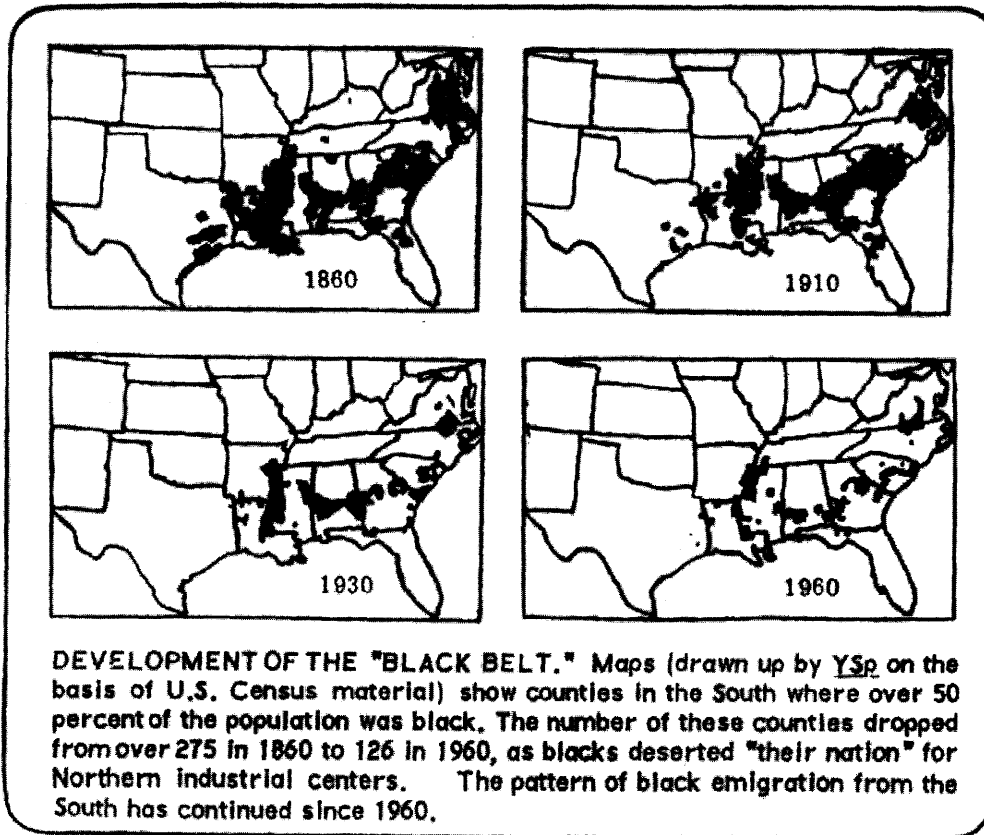 1860
1910
1930
1960
DEVELOPMENT OF THE "BLACK BELT." Maps (drawn up by YSp on the
basis of U.S. Census material) show counties in the South where over 50
percent of the population was black. The number of these counties dropped
from over 275 in 1860 to 126 in 1960, as blacks deserted "their nation" for
Northern industrial centers. The pattern of black emigration from the
South has continued since 1960.